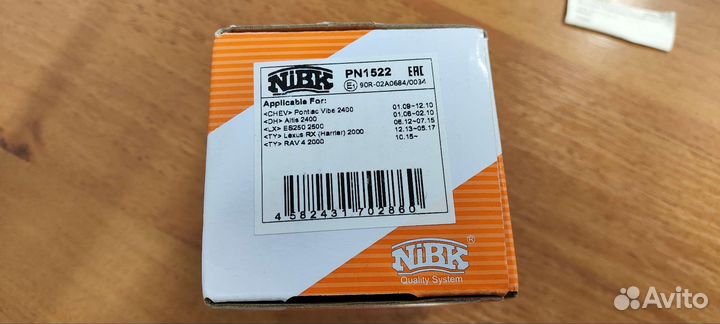 NiBK
PN1522 EAC
E1 90R-02A0684/0034
Applicable For:
<CHEV> Pontiac Vibe 2400 01.09-12.10
<DH> Altis 2400 01.06-02.10
<LX> ES250 2500 06.12-07.15
<TY> Lexus RX (Harrier) 2000 12.13-05.17
<TY> RAV 4 2000 10.15-
4 582431 702860
NiBK®
Quality System
Avito